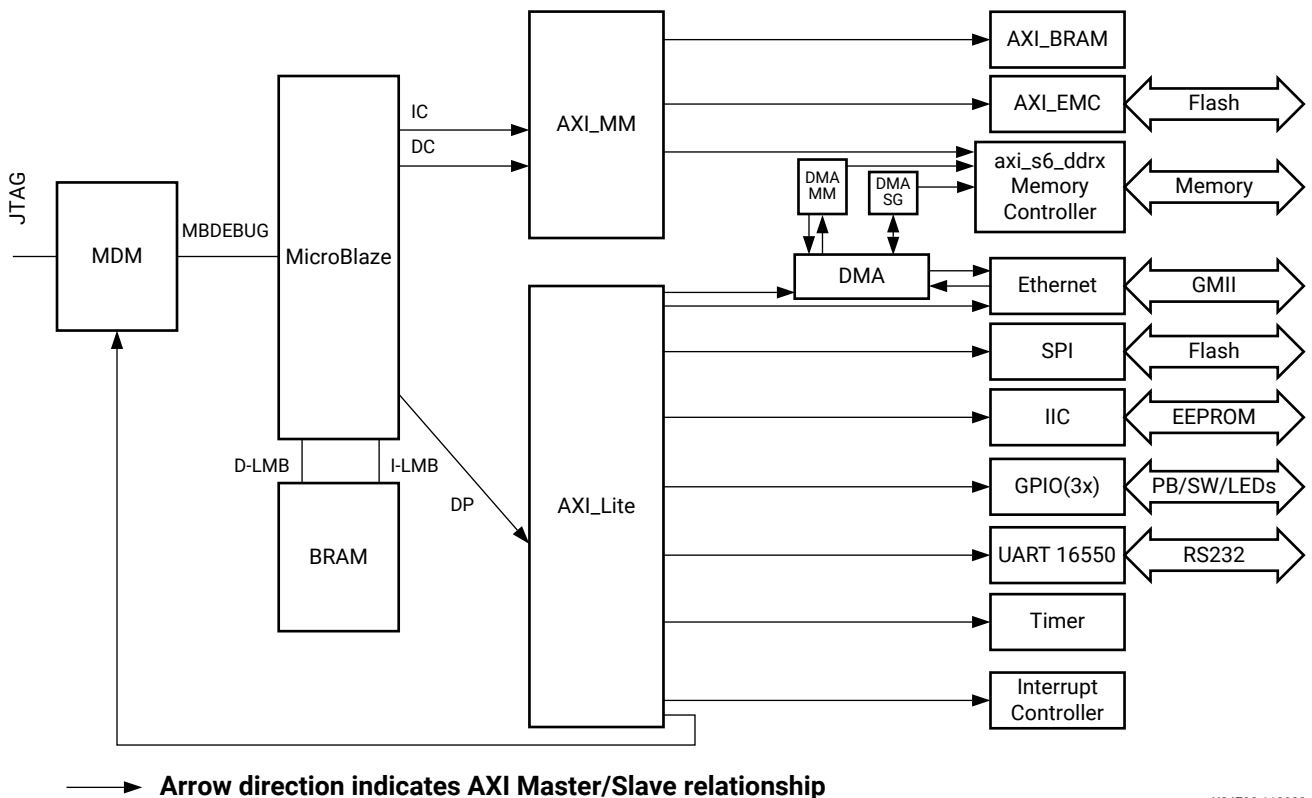 AXI_BRAM
AXI_EMC
Flash
IC
AXI_MM
DC
axi_s6_ddrx
Memory
Controller
Memory
DMA
MM
DMA
SG
JTAG
MDM
MBDEBUG
MicroBlaze
DMA
Ethernet
GMII
SPI
Flash
IIC
EEPROM
D-LMB
I-LMB
GPIO(3x)
PB/SW/LEDs
DP
AXI_Lite
BRAM
UART 16550
RS232
Timer
Interrupt
Controller
Arrow direction indicates AXI Master/Slave relationship